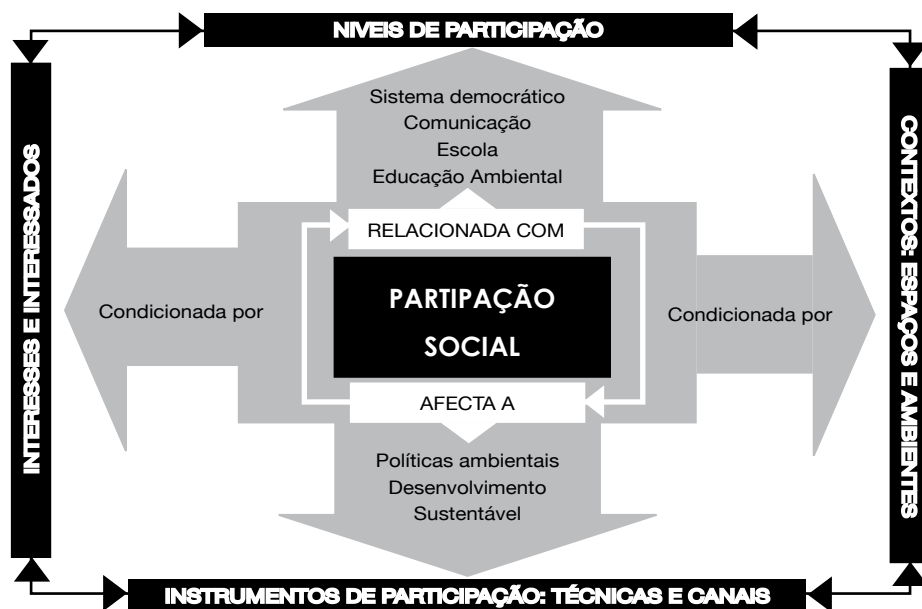 NIVEIS DE PARTICIPAÇÃO
Sistema democrático
Comunicação
Escola
Educação Ambiental
RELACIONADA COM
INTERESSES E INTERESSADOS
Condicionada por
PARTIPAÇÃO
SOCIAL
Condicionada por
CONTEXTOS: ESPAÇOS E AMBIENTES
AFECTA A
Políticas ambientais
Desenvolvimento
Sustentável
INSTRUMENTOS DE PARTICIPAÇÃO: TÉCNICAS E CANAIS